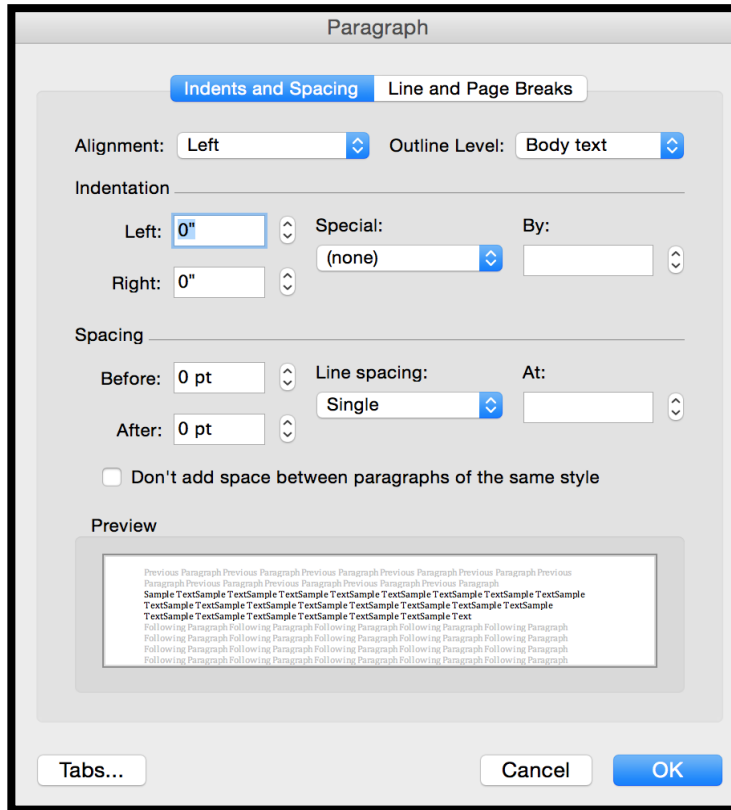 Paragraph
Indents and Spacing Line and Page Breaks
Alignment: Left Outline Level: Body text
Indentation
Left: 0" Special: By:
(none)
Right: 0"
Spacing
Before: 0 pt Line spacing: At:
Single
After: 0 pt
Don't add space between paragraphs of the same style
Preview
Previous Paragraph Previous Paragraph Previous Paragraph Previous Paragraph Previous Paragraph Previous
Paragraph Previous Paragraph Previous Paragraph Previous Paragraph Previous Paragraph
Sample TextSample TextSample TextSample TextSample TextSample TextSample TextSample TextSample
TextSample TextSample TextSample TextSample TextSample TextSample TextSample TextSample
TextSample TextSample TextSample TextSample TextSample TextSample Text
Following Paragraph Following Paragraph Following Paragraph Following Paragraph Following Paragraph
Following Paragraph Following Paragraph Following Paragraph Following Paragraph Following Paragraph
Following Paragraph Following Paragraph Following Paragraph Following Paragraph Following Paragraph
Following Paragraph Following Paragraph Following Paragraph Following Paragraph Following Paragraph
Tabs... Cancel OK